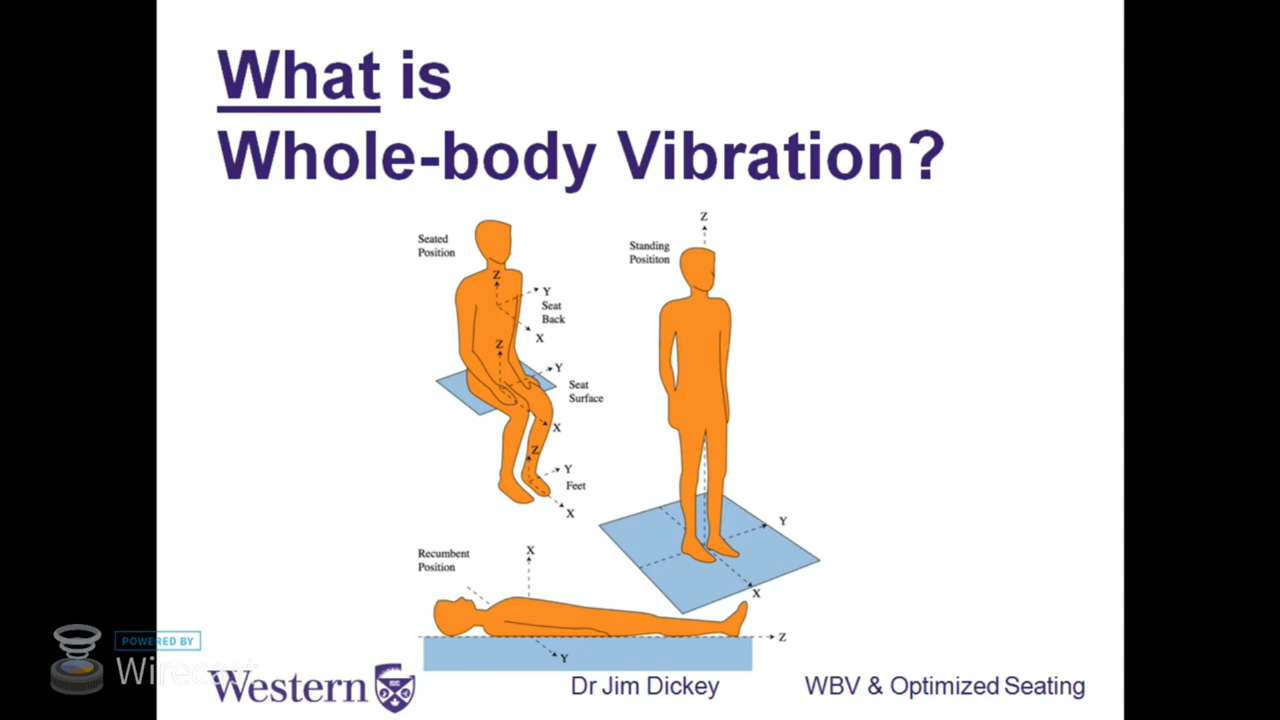 What is
Whole-body Vibration?
Seated
Position
Z
Y
Seat
Back
X
Z
Y
Seat
Surface
X
Z
Y
Feet
X
Standing
Posititon
Z
Y
X
Recumbent
Position
X
Z
Y
POWERED BY
Wirecast
Western
Dr Jim Dickey
WBV & Optimized Seating